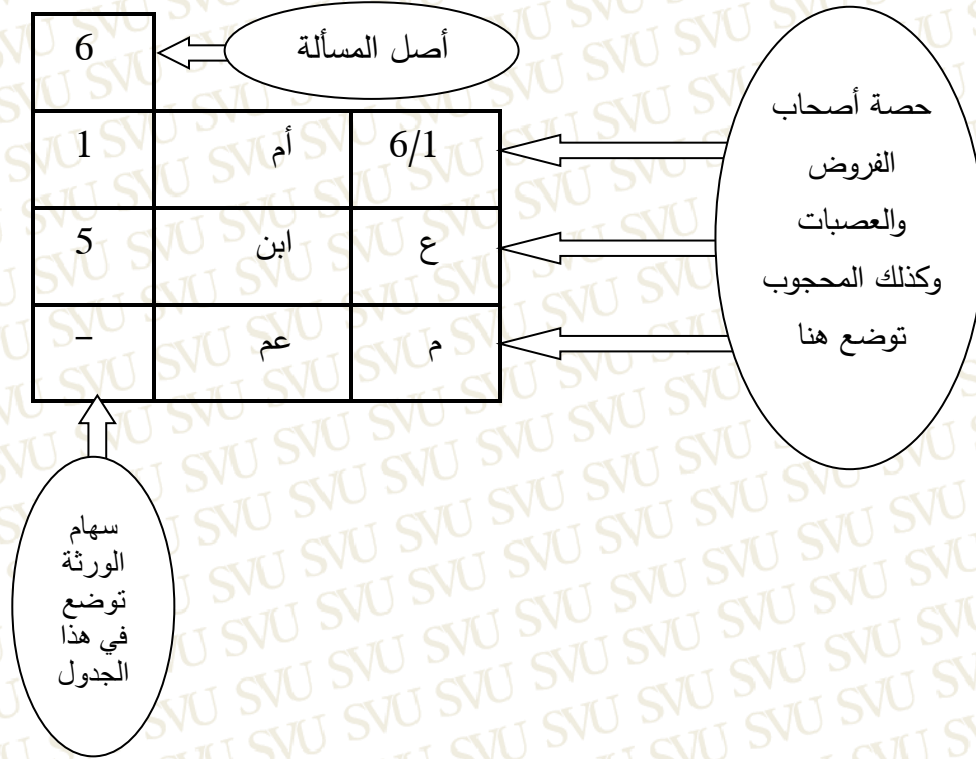 6
أصل المسألة
6/1 أم 1
ع ابن 5
م عم –
حصة أصحاب
الفروض
والعصبات
وكذلك المحجوب
توضع هنا
سهام
الورثة
توضع
في هذا
الجدول
SVU